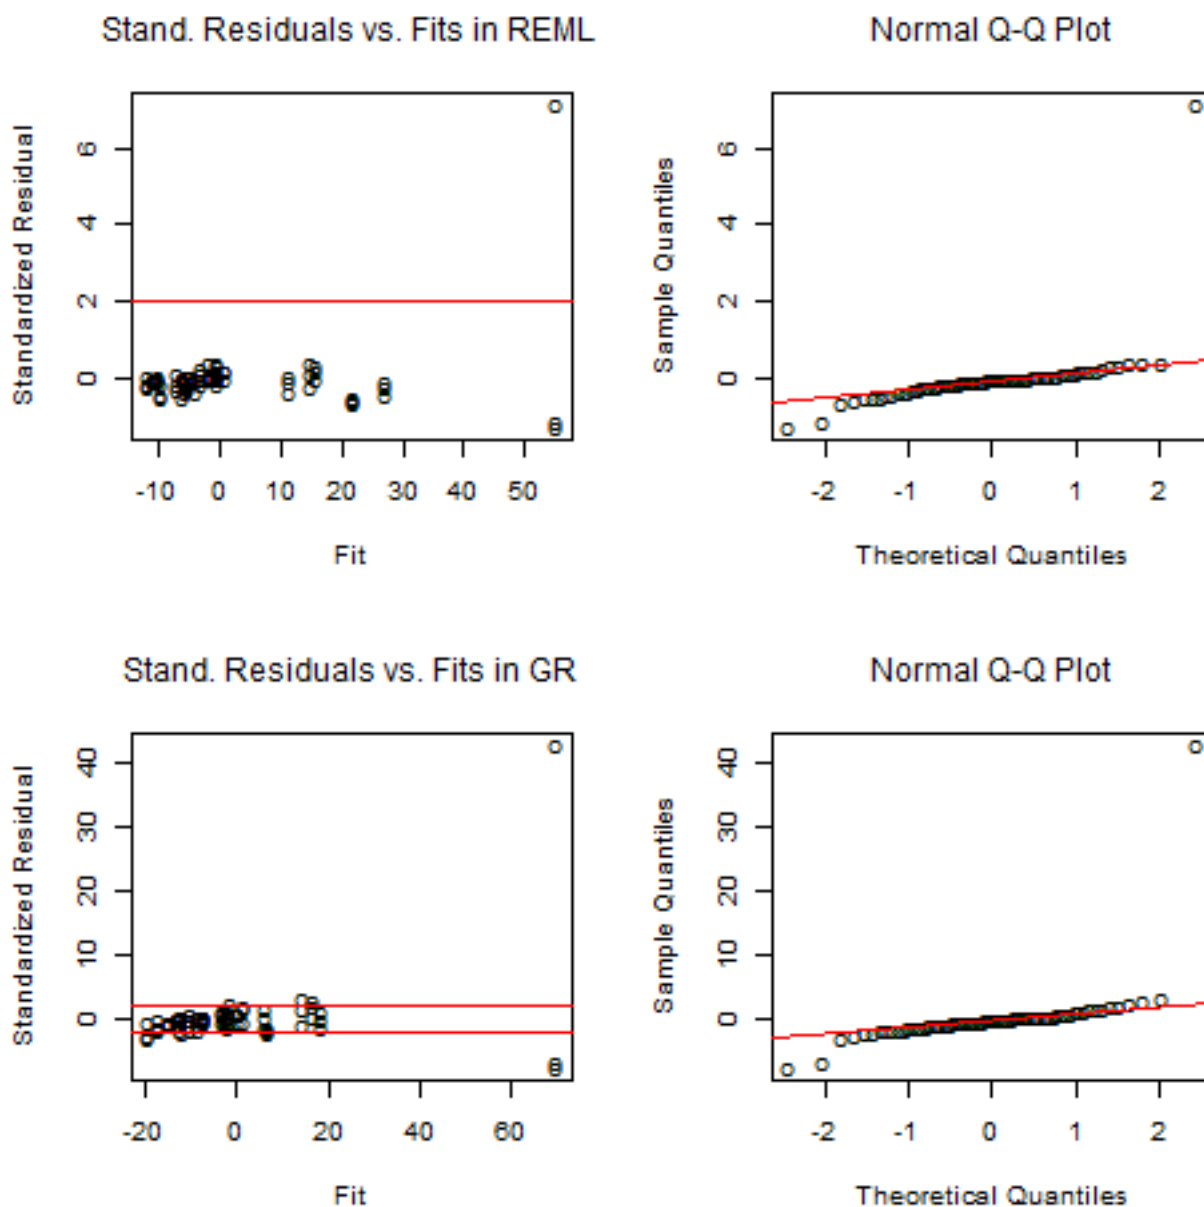 Stand. Residuals vs. Fits in REML
Normal Q-Q Plot
Standardized Residual
6
4
2
0
-10 0 10 20 30 40 50
Fit
Sample Quantiles
6
4
2
0
-2 -1 0 1 2
Theoretical Quantiles
Stand. Residuals vs. Fits in GR
Normal Q-Q Plot
Standardized Residual
40
30
20
10
0
-20 0 20 40 60
Fit
Sample Quantiles
40
30
20
10
0
-2 -1 0 1 2
Theoretical Quantiles